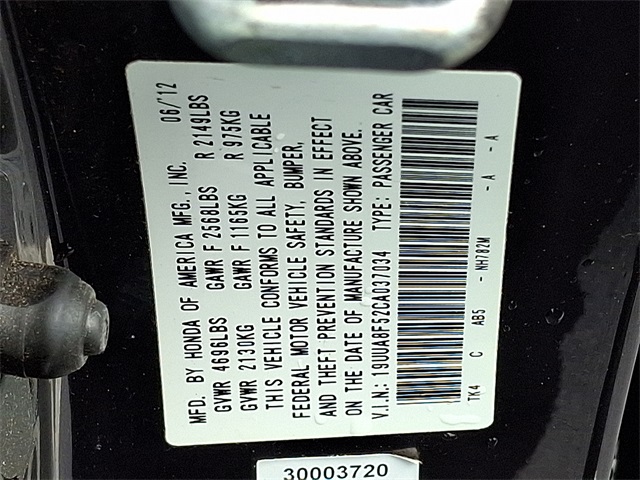 MFD. BY HONDA OF AMERICA MFG.,INC. 06/12
GVWR 4696LBS GAWR F 2568LBS R 2149LBS
GVWR 2130KG GAWR F 1165KG R 975KG
THIS VEHICLE CONFORMS TO ALL APPLICABLE
FEDERAL MOTOR VEHICLE SAFETY, BUMPER,
AND THEFT PREVENTION STANDARDS IN EFFECT
ON THE DATE OF MANUFACTURE SHOWN ABOVE.
V.I.N.: 19UUA8F52CA037034 TYPE: PASSENGER CAR
TK4 C AB5 - NH782M - A - A
30003720